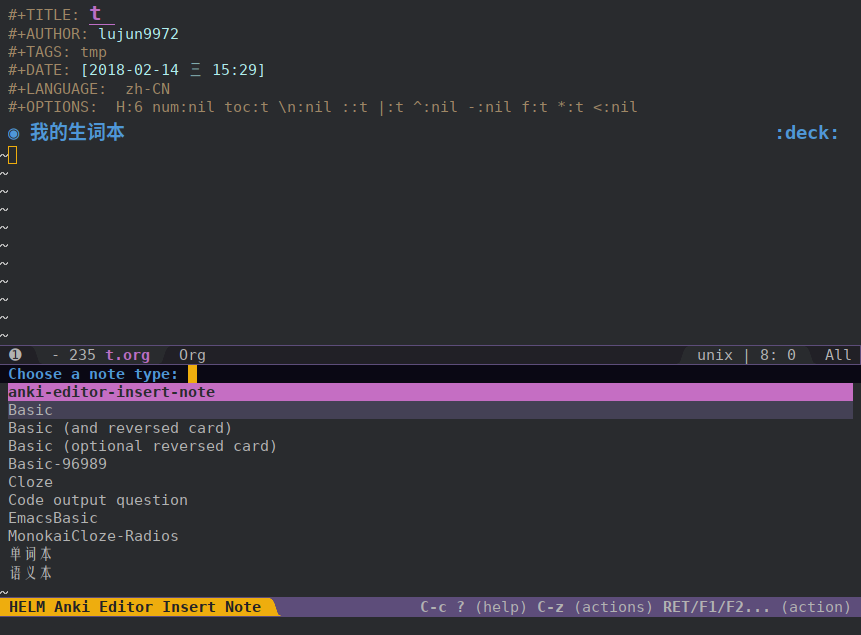 #+TITLE: t
#+AUTHOR: lujun9972
#+TAGS: tmp
#+DATE: [2018-02-14 三 15:29]
#+LANGUAGE:  zh-CN
#+OPTIONS:  H:6 num:nil toc:t \n:nil ::t |:t ^:nil -:nil f:t *:t <:nil
◉ 我的生词本 :deck:
~
~
~
~
~
~
~
~
~
~
~
❶ - 235 t.org Org unix | 8: 0 All
Choose a note type:
anki-editor-insert-note
Basic
Basic (and reversed card)
Basic (optional reversed card)
Basic-96989
Cloze
Code output question
EmacsBasic
MonokaiCloze-Radios
单词本
语义本
~
HELM Anki Editor Insert Note C-c ? (help) C-z (actions) RET/F1/F2... (action)